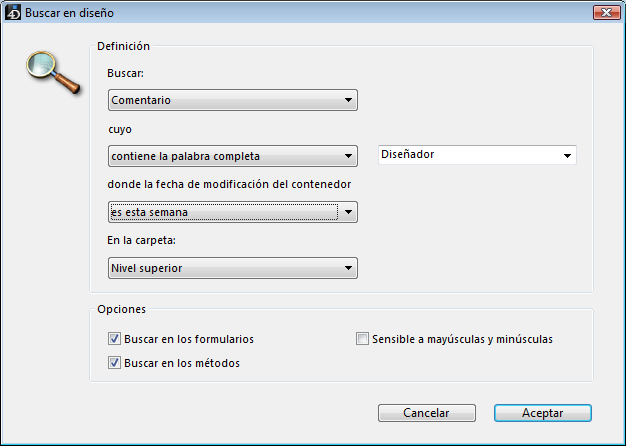 Buscar en diseño
Definición
Buscar:
Comentario
cuyo
contiene la palabra completa
Diseñador
donde la fecha de modificación del contenedor
es esta semana
En la carpeta:
Nivel superior
Opciones
Buscar en los formularios
Sensible a mayúsculas y minúsculas
Buscar en los métodos
Cancelar
Aceptar